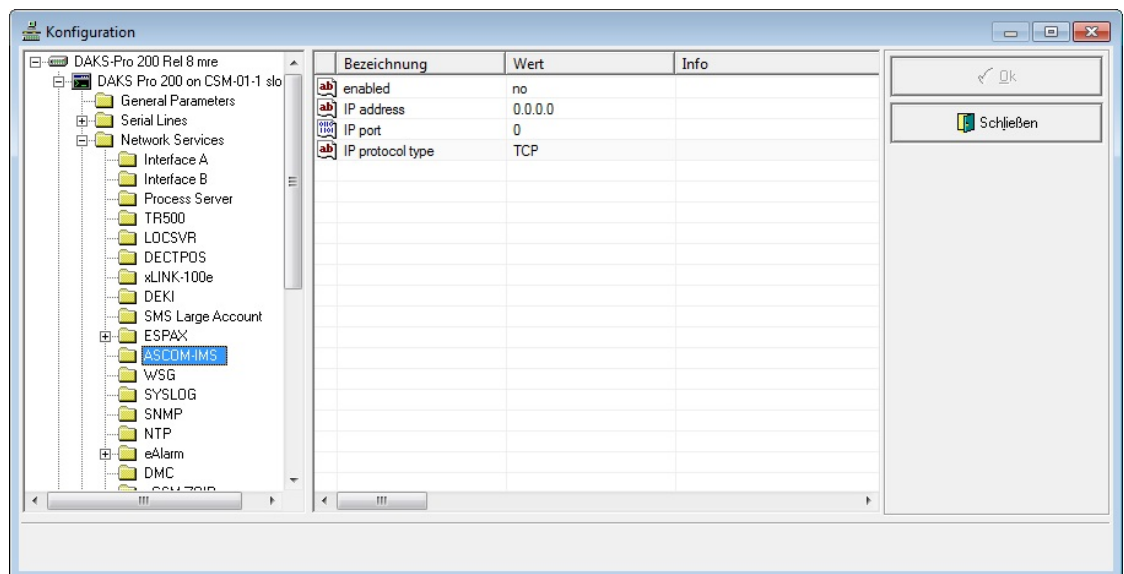 Konfiguration
DAKS-Pro 200 Rel 8 mre
DAKS Pro 200 on CSM-01-1 slo
General Parameters
Serial Lines
Network Services
Interface A
Interface B
Process Server
TR500
LOCSVR
DECTPOS
xLINK-100e
DEKI
SMS Large Account
ESPAX
ASCOM-IMS
WSG
SYSLOG
SNMP
NTP
eAlarm
DMC
Bezeichnung Wert Info
enabled no
IP address 0.0.0.0
IP port 0
IP protocol type TCP
Ok
Schließen